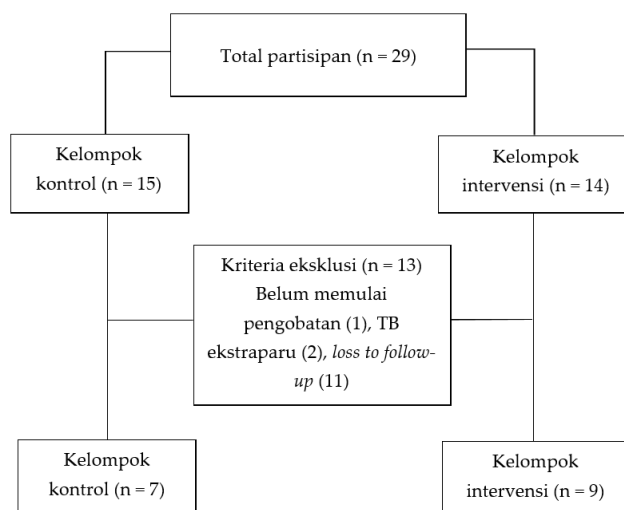 Total partisipan (n = 29)
Kelompok
kontrol (n = 15)
Kelompok
intervensi (n = 14)
Kriteria eksklusi (n = 13)
Belum memulai
pengobatan (1), TB
ekstraparu (2), loss to follow-
up (11)
Kelompok
kontrol (n = 7)
Kelompok
intervensi (n = 9)